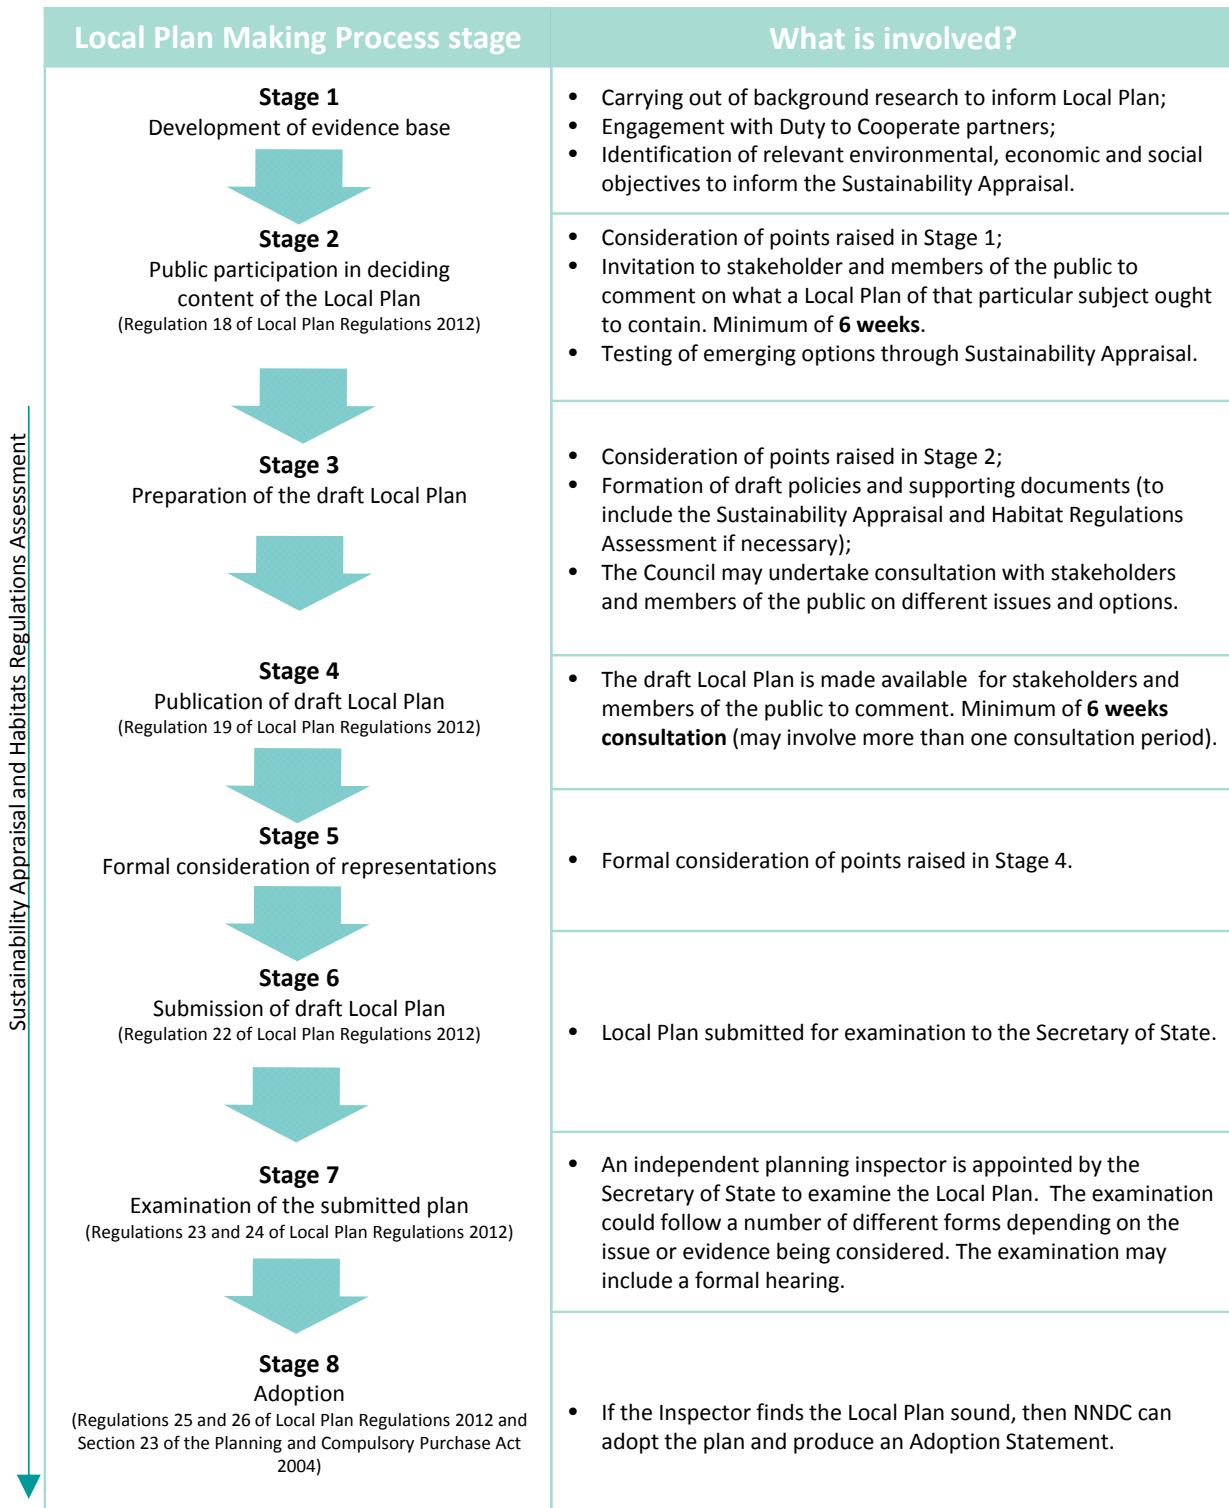 Local Plan Making Process stage
What is involved?
Stage 1
Development of evidence base
• Carrying out of background research to inform Local Plan;
• Engagement with Duty to Cooperate partners;
• Identification of relevant environmental, economic and social
objectives to inform the Sustainability Appraisal.
Stage 2
Public participation in deciding
content of the Local Plan
(Regulation 18 of Local Plan Regulations 2012)
• Consideration of points raised in Stage 1;
• Invitation to stakeholder and members of the public to
comment on what a Local Plan of that particular subject ought
to contain. Minimum of 6 weeks.
• Testing of emerging options through Sustainability Appraisal.
Stage 3
Preparation of the draft Local Plan
• Consideration of points raised in Stage 2;
• Formation of draft policies and supporting documents (to
include the Sustainability Appraisal and Habitat Regulations
Assessment if necessary);
• The Council may undertake consultation with stakeholders
and members of the public on different issues and options.
Stage 4
Publication of draft Local Plan
(Regulation 19 of Local Plan Regulations 2012)
• The draft Local Plan is made available for stakeholders and
members of the public to comment. Minimum of 6 weeks
consultation (may involve more than one consultation period).
Stage 5
Formal consideration of representations
• Formal consideration of points raised in Stage 4.
Stage 6
Submission of draft Local Plan
(Regulation 22 of Local Plan Regulations 2012)
• Local Plan submitted for examination to the Secretary of State.
Stage 7
Examination of the submitted plan
(Regulations 23 and 24 of Local Plan Regulations 2012)
• An independent planning inspector is appointed by the
Secretary of State to examine the Local Plan. The examination
could follow a number of different forms depending on the
issue or evidence being considered. The examination may
include a formal hearing.
Stage 8
Adoption
(Regulations 25 and 26 of Local Plan Regulations 2012 and
Section 23 of the Planning and Compulsory Purchase Act
2004)
• If the Inspector finds the Local Plan sound, then NNDC can
adopt the plan and produce an Adoption Statement.
Sustainability Appraisal and Habitats Regulations Assessment